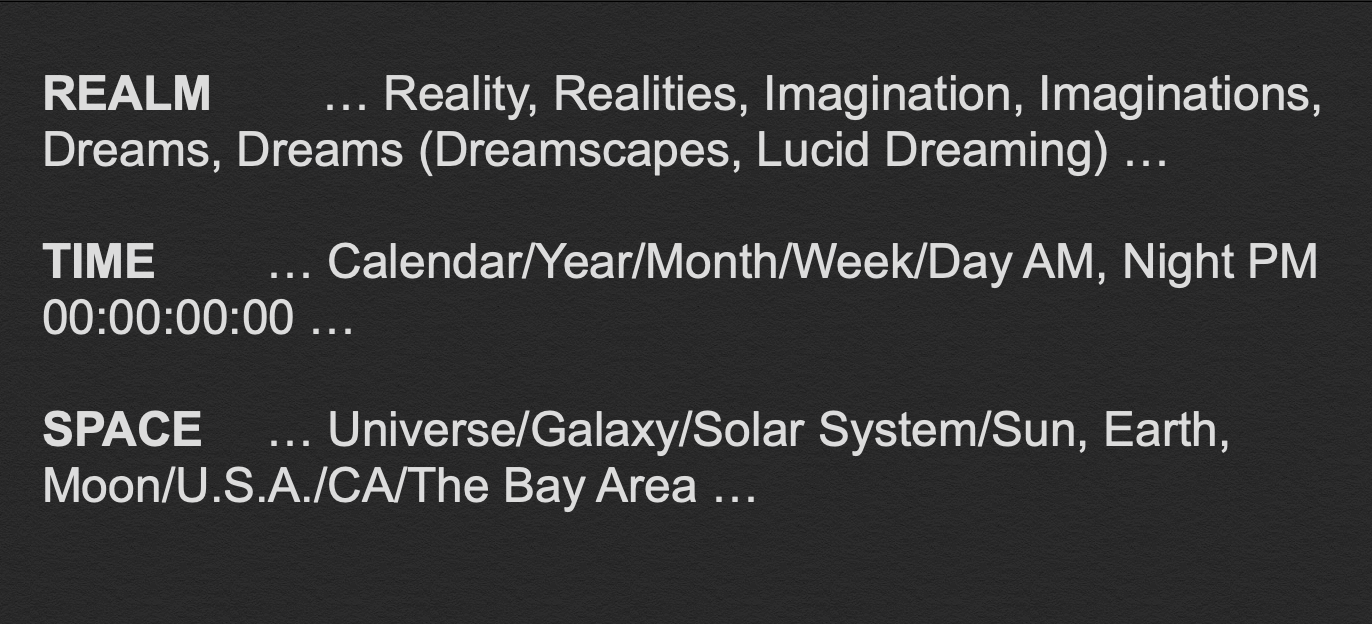 REALM … Reality, Realities, Imagination, Imaginations,
Dreams, Dreams (Dreamscapes, Lucid Dreaming) …
TIME … Calendar/Year/Month/Week/Day AM, Night PM
00:00:00:00 …
SPACE … Universe/Galaxy/Solar System/Sun, Earth,
Moon/U.S.A./CA/The Bay Area …